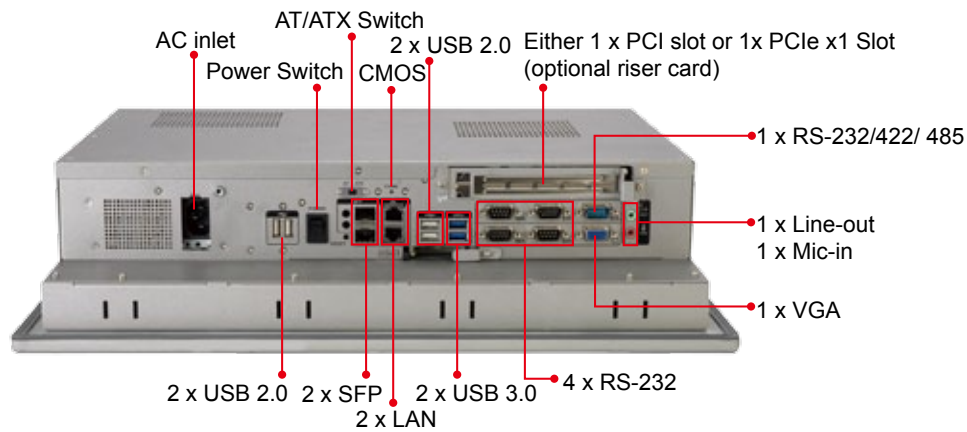 AT/ATX Switch
AC inlet
2 x USB 2.0
Either 1 x PCI slot or 1x PCIe x1 Slot
(optional riser card)
Power Switch
CMOS
1 x RS-232/422/ 485
1 x Line-out
1 x Mic-in
1 x VGA
2 x USB 2.0
2 x SFP
2 x USB 3.0
4 x RS-232
2 x LAN